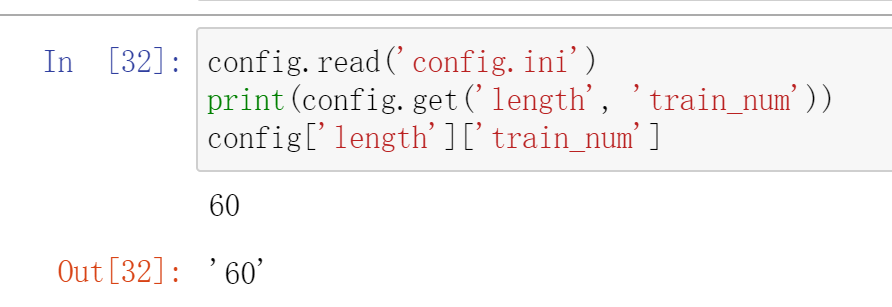 In [32]: config.read('config.ini')
print(config.get('length', 'train_num'))
config['length']['train_num']
60
Out[32]: '60'